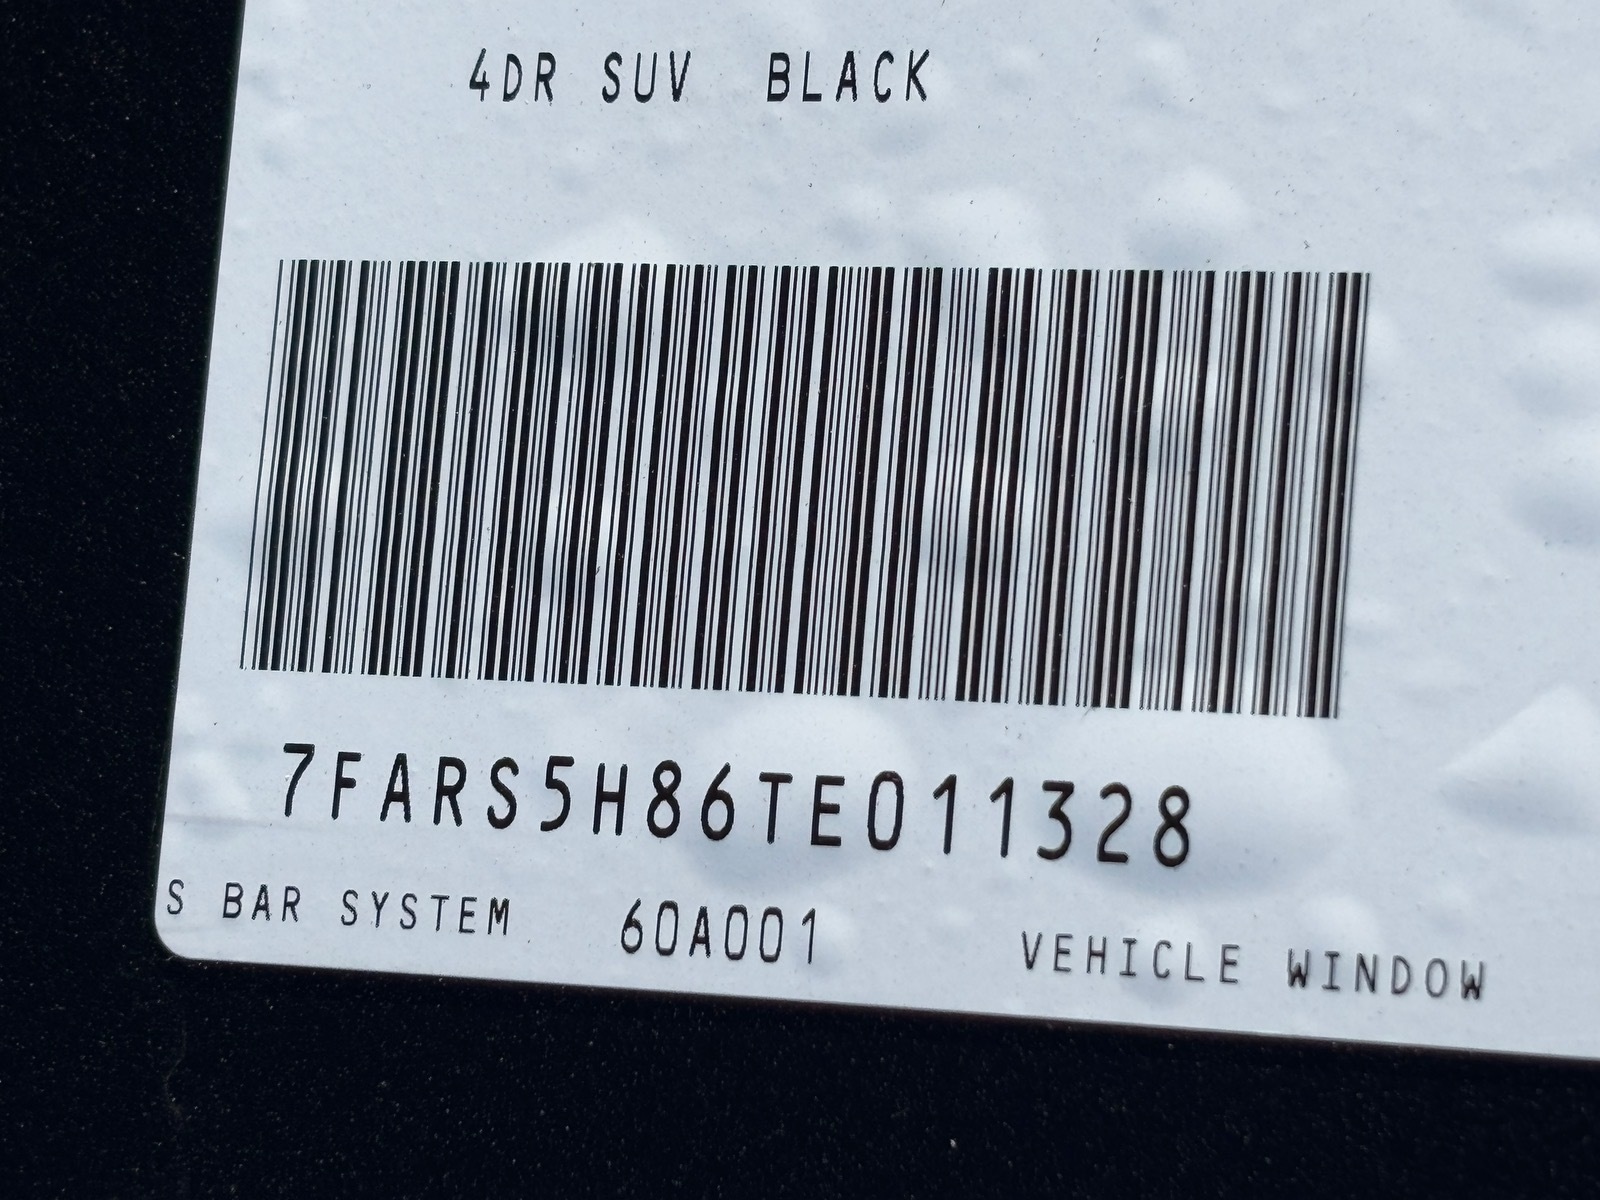 4DR SUV BLACK
7FARS5H86TE011328
S BAR SYSTEM 60A001 VEHICLE WINDOW